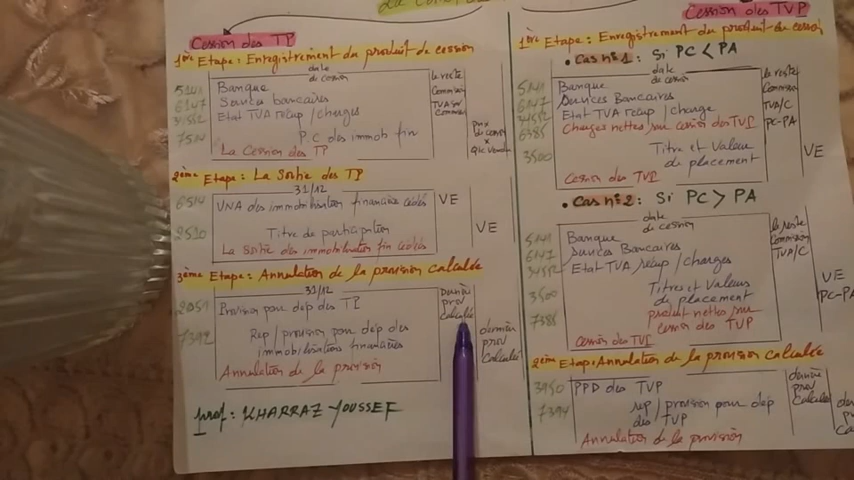 La
Cession des TP
1ère Etape: Enregistrement du produit de cession
date
de cession
5141 Banque le reste
6147 Services bancaires Commission
34552 Etat TVA recup/charges TVA sur Commission
7514 P.C des immob fin Prix de cession x Qte Vendu
La Cession des TP
2ème Etape: La Sortie des TP
31/12
6514 VNA des immobilisation financières cédés VE
2510 Titre de participation VE
La Sortie des immobilisation fin cédées
3ème Etape: Annulation de la provision calculée
31/12
2951 Provision pour dep des TP Dernière prov Calculée
7392 Rep/provision pour dep des dernière prov Calculée
immobilisations financières
Annulation de la provision
prof: KHARRAZ YOUSSEF
Cession des TVP
1ère Etape: Enregistrement du produit de cession
• Cas n°1: Si PC < PA
date
de cession
5141 Banque le reste
6147 Services Bancaires Commission
34552 Etat TVA recup/charge TVA/C
6385 Charges nettes sur cession des TVP PC-PA
3500 Titre et Valeur VE
de placement
Cession des TVP
• Cas n°2: Si PC > PA
date
de cession
5141 Banque le reste
6147 Services Bancaires Commission
34552 Etat TVA recup/charges TVA/C
3500 Titres et Valeurs VE
de placement
7385 produit nettes sur PC-PA
cession des TVP
Cession des TVP
2ème Etape: Annulation de la provision calculée
3950 PPD des TVP dernière prov Calculée
7394 rep/provision pour dep
des TVP
Annulation de la provision